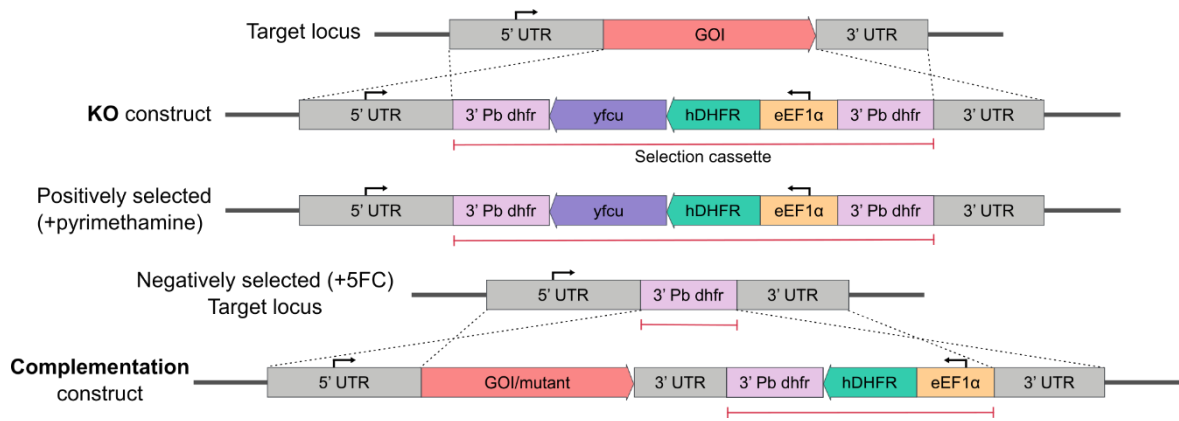 Target locus
5’ UTR GOI 3’ UTR
KO construct
5’ UTR 3’ Pb dhfr yfcu hDHFR eEF1α 3’ Pb dhfr 3’ UTR
Selection cassette
Positively selected
(+pyrimethamine)
5’ UTR 3’ Pb dhfr yfcu hDHFR eEF1α 3’ Pb dhfr 3’ UTR
Negatively selected (+5FC)
Target locus
5’ UTR 3’ Pb dhfr 3’ UTR
Complementation
construct
5’ UTR GOI/mutant 3’ UTR 3’ Pb dhfr hDHFR eEF1α 3’ UTR